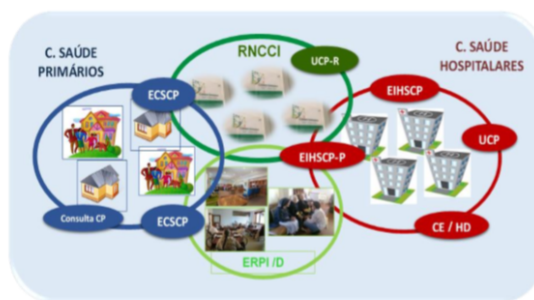 C. SAÚDE
PRIMÁRIOS
RNCCI
UCP-R
C. SAÚDE
HOSPITALARES
ECSCP
EIHSCP
UCP
EIHSCP-P
Consulta CP
ECSCP
CE / HD
ERPI /D